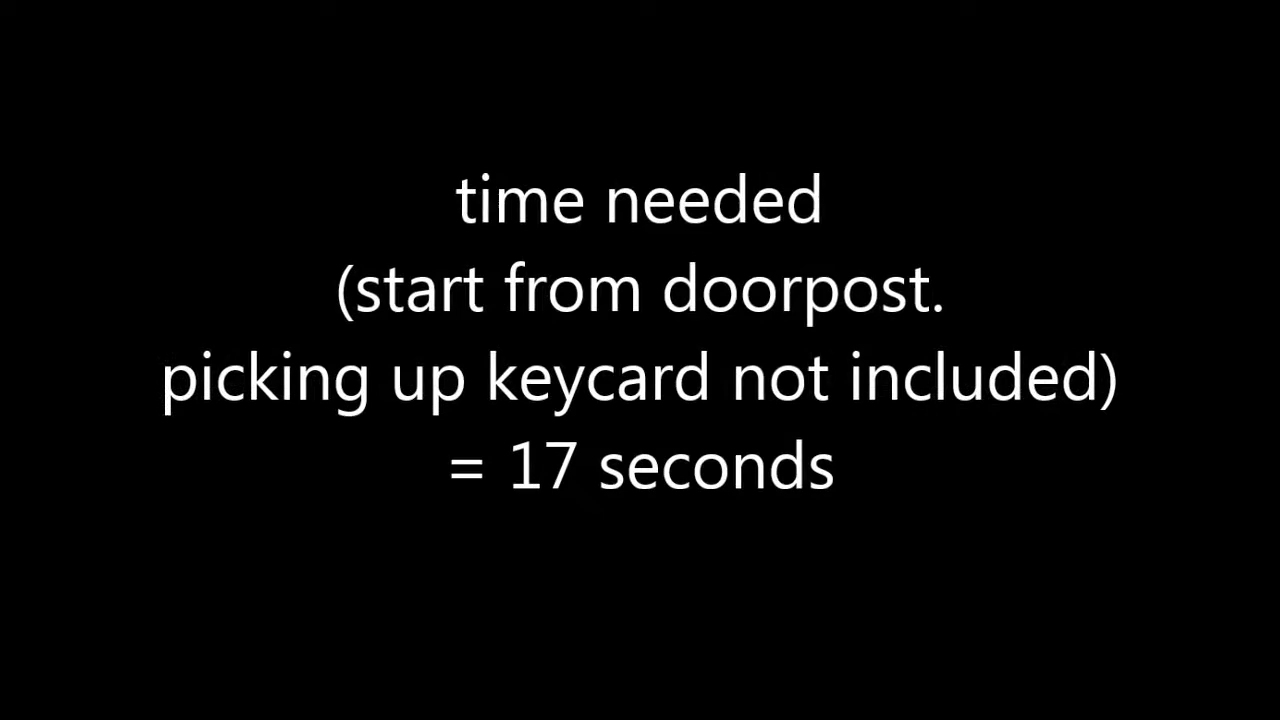 time needed
(start from doorpost.
picking up keycard not included)
= 17 seconds